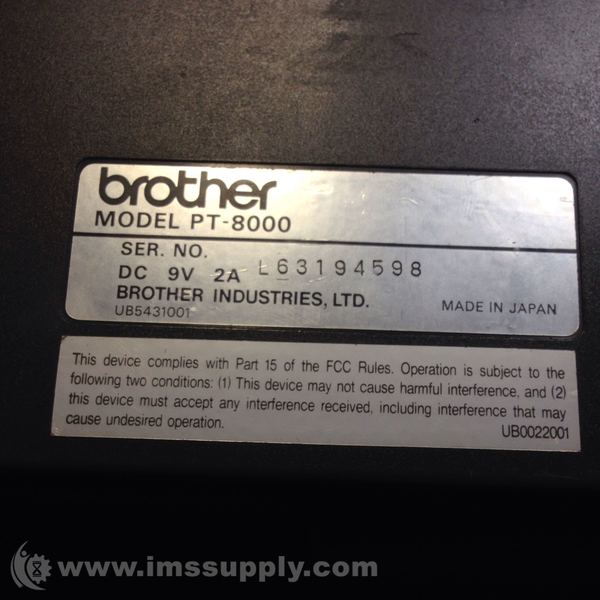 brother
MODEL PT-8000
SER. NO.
L63194598
DC 9V 2A
BROTHER INDUSTRIES, LTD.
UB5431001
MADE IN JAPAN
This device complies with Part 15 of the FCC Rules. Operation is subject to the
following two conditions: (1) This device may not cause harmful interference, and (2)
this device must accept any interference received, including interference that may
cause undesired operation.
UB0022001
www.imssupply.com